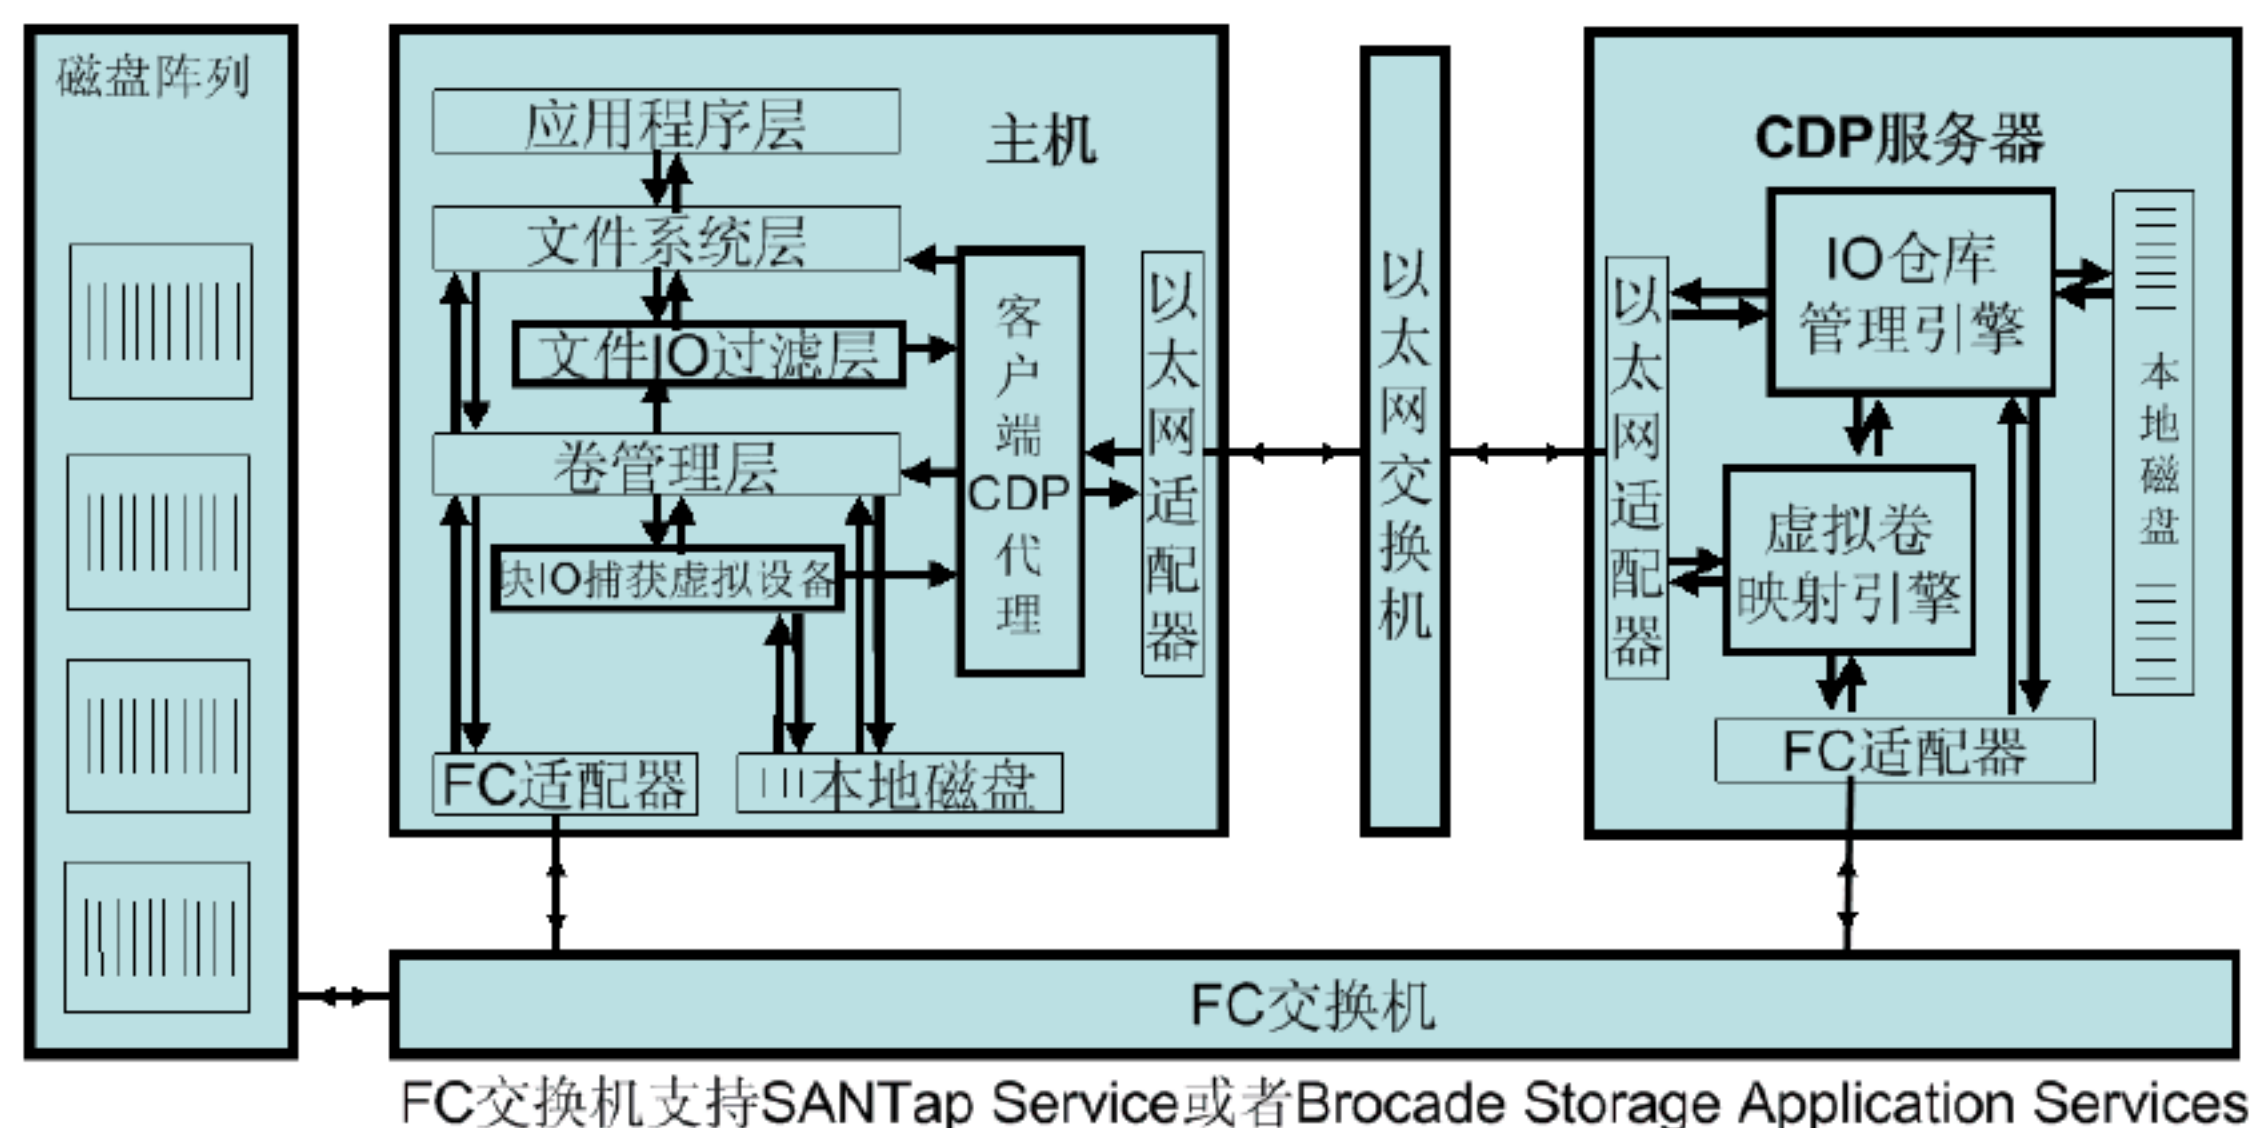 磁盘阵列
主机
应用程序层
文件系统层
文件IO过滤层
卷管理层
块IO捕获虚拟设备
FC适配器
本地磁盘
客户端CDP代理
以太网适配器
以太网交换机
CDP服务器
以太网适配器
IO仓库
管理引擎
虚拟卷
映射引擎
FC适配器
本地磁盘
FC交换机
FC交换机支持SANTap Service或者Brocade Storage Application Services